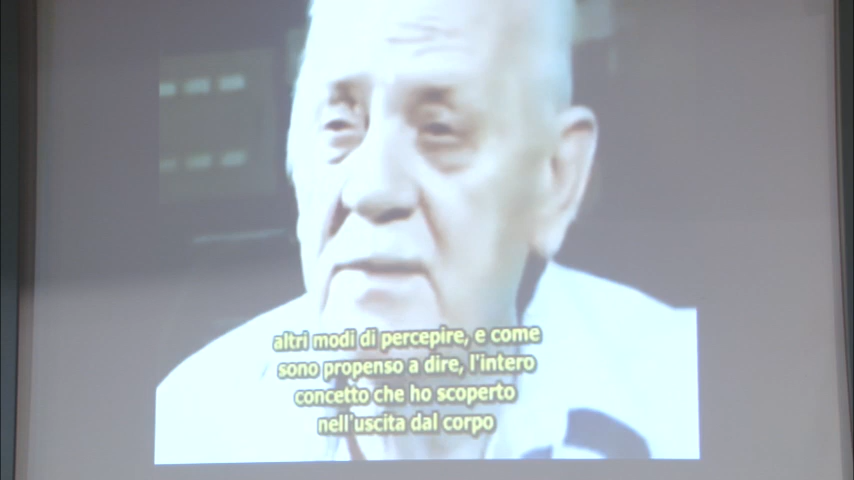 altri modi di percepire, e come
sono propenso a dire, l'intero
concetto che ho scoperto
nell'uscita dal corpo